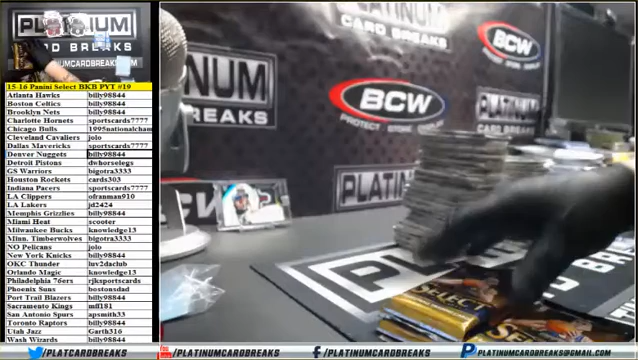 PLATINUM
CARD BREAKS
15-16 Panini Select BKB PYT #19
Atlanta Hawks billy98844
Boston Celtics billy98844
Brooklyn Nets billy98844
Charlotte Hornets sportscards7777
Chicago Bulls 1995nationalcham
Cleveland Cavaliers jolo
Dallas Mavericks sportscards7777
Denver Nuggets billy98844
Detroit Pistons dwhorselegs
GS Warriors bigotra3333
Houston Rockets cards303
Indiana Pacers sportscards7777
LA Clippers ofranman910
LA Lakers jd2424
Memphis Grizzlies billy98844
Miami Heat scooter
Milwaukee Bucks knowledge13
Minn. Timberwolves bigotra3333
NO Pelicans jolo
New York Knicks billy98844
OKC Thunder luv2daclub
Orlando Magic knowledge13
Philadelphia 76ers rjksportscards
Phoenix Suns bostonsdad
Port Trail Blazers billy98844
Sacramento Kings mfl181
San Antonio Spurs apsmith33
Toronto Raptors billy98844
Utah Jazz Garth316
Wash Wizards billy98844
PLATINUM
CARD BREAKS
BCW
BCW
PROTECT
PLATINUM
CARD BREAKS
SELECT
/PLATCARDBREAKS
/PLATINUMCARDBREAKS
/PLATINUMCARDBREAKS
PLATINUMCARDBREAKS@GMAIL.COM